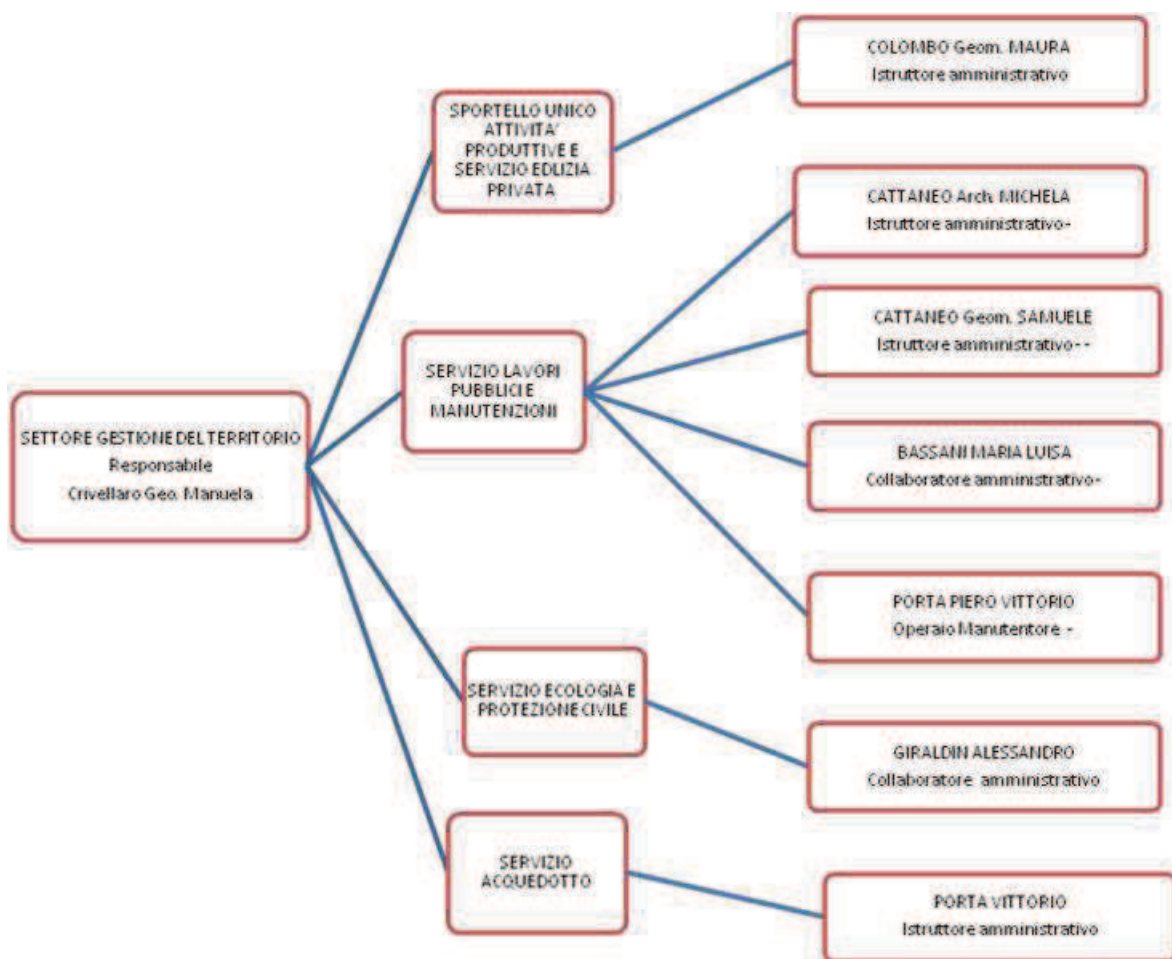 SETTORE GESTIONE DEL TERRITORIO
Responsabile
Crivellaro Geo. Manuela
SPORTELLO UNICO
ATTIVITA'
PRODUTTIVE E
SERVIZIO EDLIZIA
PRIVATA
COLOMBO Geom. MAURA
Istruttore amministrativo
SERVIZIO LAVORI
PUBBLICI E
MANUTENZIONI
CATTANEO Arch. MICHELA
Istruttore amministrativo-
CATTANEO Geom. SAMUELE
Istruttore amministrativo- -
BASSANI MARIA LUISA
Collaboratore amministrativo-
PORTA PIERO VITTORIO
Operaio Manutentore -
SERVIZIO ECOLOGIA E
PROTEZIONE CIVILE
GIRALDIN ALESSANDRO
Collaboratore amministrativo
SERVIZIO
ACQUEDOTTO
PORTA VITTORIO
Istruttore amministrativo